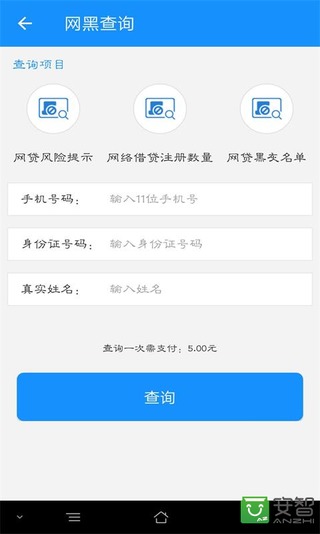 网黑查询
查询项目
网贷风险提示 网络借贷注册数量 网贷黑灰名单
手机号码： 输入11位手机号
身份证号码： 输入身份证号码
真实姓名： 输入姓名
查询一次需支付：5.00元
查询
安智
ANZHI